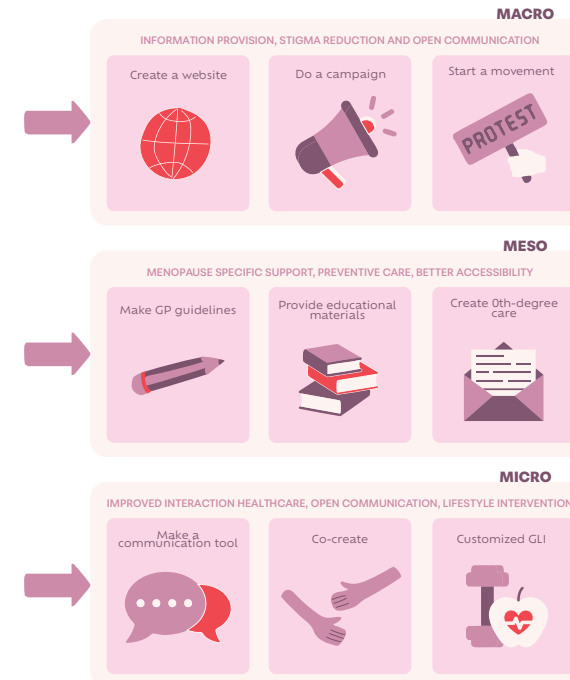 MACRO
INFORMATION PROVISION, STIGMA REDUCTION AND OPEN COMMUNICATION
Create a website
Do a campaign
Start a movement
PROTEST
MESO
MENOPAUSE SPECIFIC SUPPORT, PREVENTIVE CARE, BETTER ACCESSIBILITY
Make GP guidelines
Provide educational
materials
Create 0th-degree
care
MICRO
IMPROVED INTERACTION HEALTHCARE, OPEN COMMUNICATION, LIFESTYLE INTERVENTION
Make a
communication tool
Co-create
Customized GLI